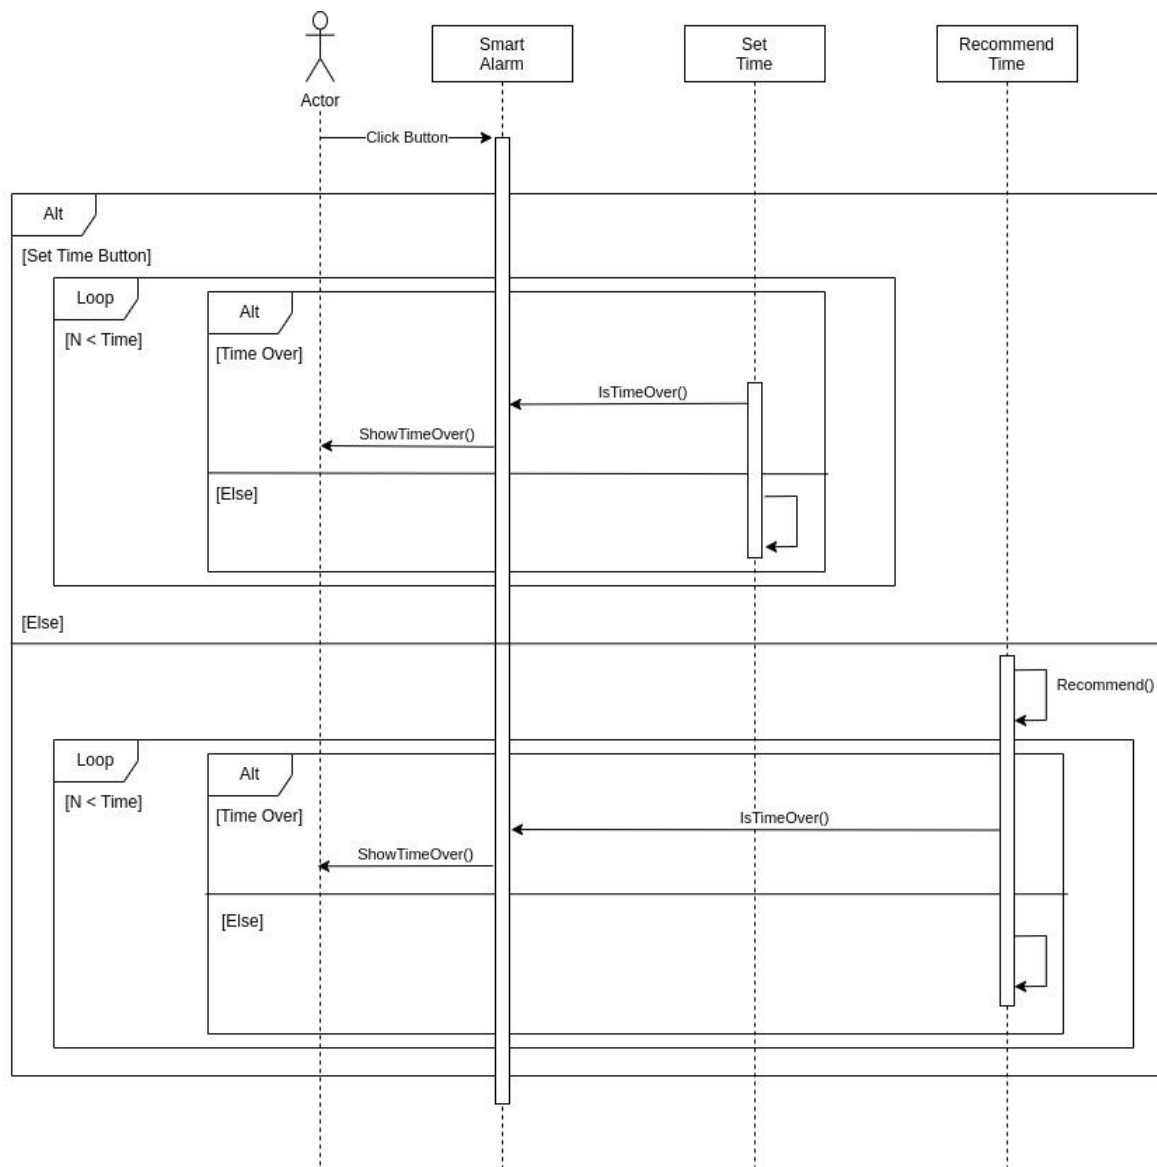 Actor
Smart
Alarm
Set
Time
Recommend
Time
Click Button
Alt
[Set Time Button]
Loop
[N < Time]
Alt
[Time Over]
IsTimeOver()
ShowTimeOver()
[Else]
[Else]
Recommend()
Loop
[N < Time]
Alt
[Time Over]
IsTimeOver()
ShowTimeOver()
[Else]